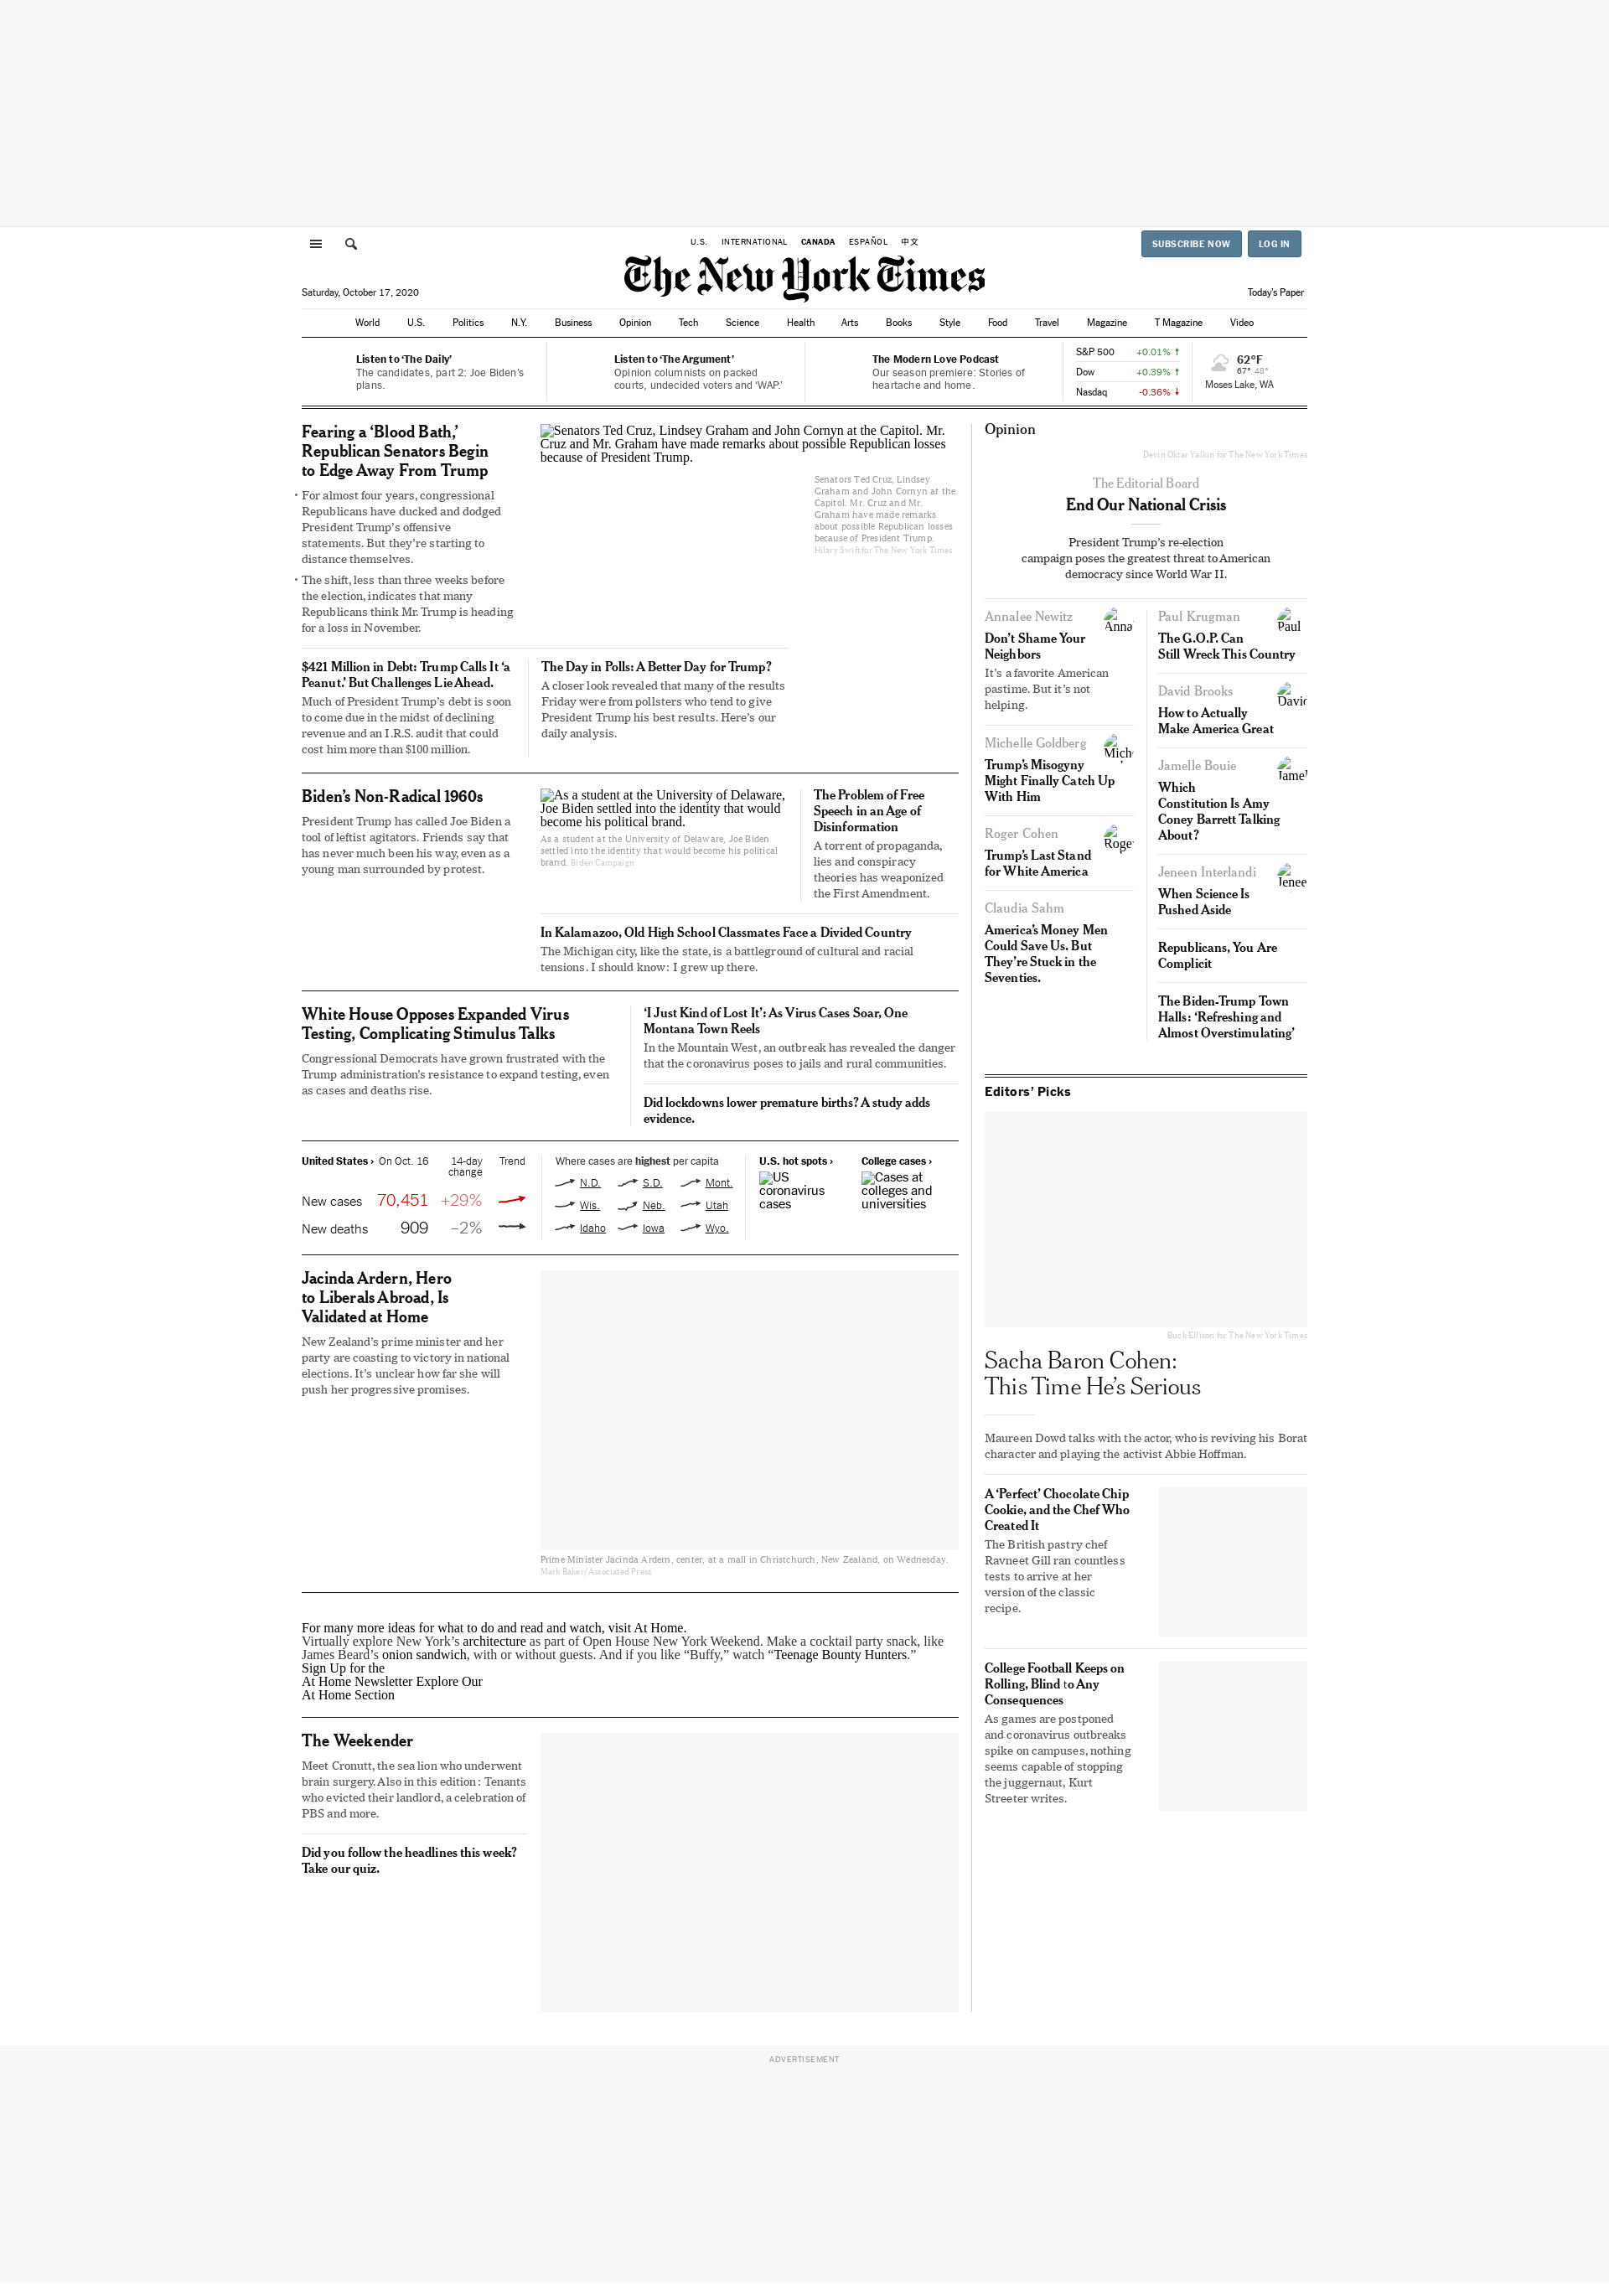 U.S. INTERNATIONAL CANADA ESPAÑOL 中文
SUBSCRIBE NOW LOG IN
The New York Times
Saturday, October 17, 2020
Today's Paper
World U.S. Politics N.Y. Business Opinion Tech Science Health Arts Books Style Food Travel Magazine T Magazine Video
Listen to ‘The Daily’
The candidates, part 2: Joe Biden’s
plans.
Listen to ‘The Argument’
Opinion columnists on packed
courts, undecided voters and ‘WAP.’
The Modern Love Podcast
Our season premiere: Stories of
heartache and home.
S&P 500 +0.01% ↑
Dow +0.39% ↑
Nasdaq -0.36% ↓
62°F
67° 48°
Moses Lake, WA
Fearing a ‘Blood Bath,’
Republican Senators Begin
to Edge Away From Trump
• For almost four years, congressional
Republicans have ducked and dodged
President Trump’s offensive
statements. But they’re starting to
distance themselves.
• The shift, less than three weeks before
the election, indicates that many
Republicans think Mr. Trump is heading
for a loss in November.
Senators Ted Cruz, Lindsey Graham and John Cornyn at the Capitol. Mr.
Cruz and Mr. Graham have made remarks about possible Republican losses
because of President Trump.
Senators Ted Cruz, Lindsey
Graham and John Cornyn at the
Capitol. Mr. Cruz and Mr.
Graham have made remarks
about possible Republican losses
because of President Trump.
Hilary Swift for The New York Times
$421 Million in Debt: Trump Calls It ‘a
Peanut.’ But Challenges Lie Ahead.
Much of President Trump’s debt is soon
to come due in the midst of declining
revenue and an I.R.S. audit that could
cost him more than $100 million.
The Day in Polls: A Better Day for Trump?
A closer look revealed that many of the results
Friday were from pollsters who tend to give
President Trump his best results. Here’s our
daily analysis.
Biden’s Non-Radical 1960s
President Trump has called Joe Biden a
tool of leftist agitators. Friends say that
has never much been his way, even as a
young man surrounded by protest.
As a student at the University of Delaware,
Joe Biden settled into the identity that would
become his political brand.
As a student at the University of Delaware, Joe Biden
settled into the identity that would become his political
brand. Biden Campaign
The Problem of Free
Speech in an Age of
Disinformation
A torrent of propaganda,
lies and conspiracy
theories has weaponized
the First Amendment.
In Kalamazoo, Old High School Classmates Face a Divided Country
The Michigan city, like the state, is a battleground of cultural and racial
tensions. I should know: I grew up there.
White House Opposes Expanded Virus
Testing, Complicating Stimulus Talks
Congressional Democrats have grown frustrated with the
Trump administration’s resistance to expand testing, even
as cases and deaths rise.
‘I Just Kind of Lost It’: As Virus Cases Soar, One
Montana Town Reels
In the Mountain West, an outbreak has revealed the danger
that the coronavirus poses to jails and rural communities.
Did lockdowns lower premature births? A study adds
evidence.
United States › On Oct. 16 14-day
change Trend
New cases 70,451 +29%
New deaths 909 –2%
Where cases are highest per capita
N.D. S.D. Mont.
Wis. Neb. Utah
Idaho Iowa Wyo.
U.S. hot spots ›
US
coronavirus
cases
College cases ›
Cases at
colleges and
universities
Jacinda Ardern, Hero
to Liberals Abroad, Is
Validated at Home
New Zealand’s prime minister and her
party are coasting to victory in national
elections. It’s unclear how far she will
push her progressive promises.
Prime Minister Jacinda Ardern, center, at a mall in Christchurch, New Zealand, on Wednesday.
Mark Baker/Associated Press
For many more ideas for what to do and read and watch, visit At Home.
Virtually explore New York’s architecture as part of Open House New York Weekend. Make a cocktail party snack, like
James Beard’s onion sandwich, with or without guests. And if you like “Buffy,” watch “Teenage Bounty Hunters.”
Sign Up for the
At Home Newsletter Explore Our
At Home Section
The Weekender
Meet Cronutt, the sea lion who underwent
brain surgery. Also in this edition: Tenants
who evicted their landlord, a celebration of
PBS and more.
Did you follow the headlines this week?
Take our quiz.
Opinion
Devin Oktar Yalkin for The New York Times
The Editorial Board
End Our National Crisis
President Trump’s re-election
campaign poses the greatest threat to American
democracy since World War II.
Annalee Newitz
Anna
Don’t Shame Your
Neighbors
It’s a favorite American
pastime. But it’s not
helping.
Michelle Goldberg
Miche
Trump’s Misogyny
Might Finally Catch Up
With Him
Roger Cohen
Roger
Trump’s Last Stand
for White America
Claudia Sahm
America’s Money Men
Could Save Us. But
They’re Stuck in the
Seventies.
Paul Krugman
Paul
The G.O.P. Can
Still Wreck This Country
David Brooks
David
How to Actually
Make America Great
Jamelle Bouie
Jamel
Which
Constitution Is Amy
Coney Barrett Talking
About?
Jeneen Interlandi
Jenee
When Science Is
Pushed Aside
Republicans, You Are
Complicit
The Biden-Trump Town
Halls: ‘Refreshing and
Almost Overstimulating’
Editors’ Picks
Buck Ellison for The New York Times
Sacha Baron Cohen:
This Time He’s Serious
Maureen Dowd talks with the actor, who is reviving his Borat
character and playing the activist Abbie Hoffman.
A ‘Perfect’ Chocolate Chip
Cookie, and the Chef Who
Created It
The British pastry chef
Ravneet Gill ran countless
tests to arrive at her
version of the classic
recipe.
College Football Keeps on
Rolling, Blind to Any
Consequences
As games are postponed
and coronavirus outbreaks
spike on campuses, nothing
seems capable of stopping
the juggernaut, Kurt
Streeter writes.
ADVERTISEMENT